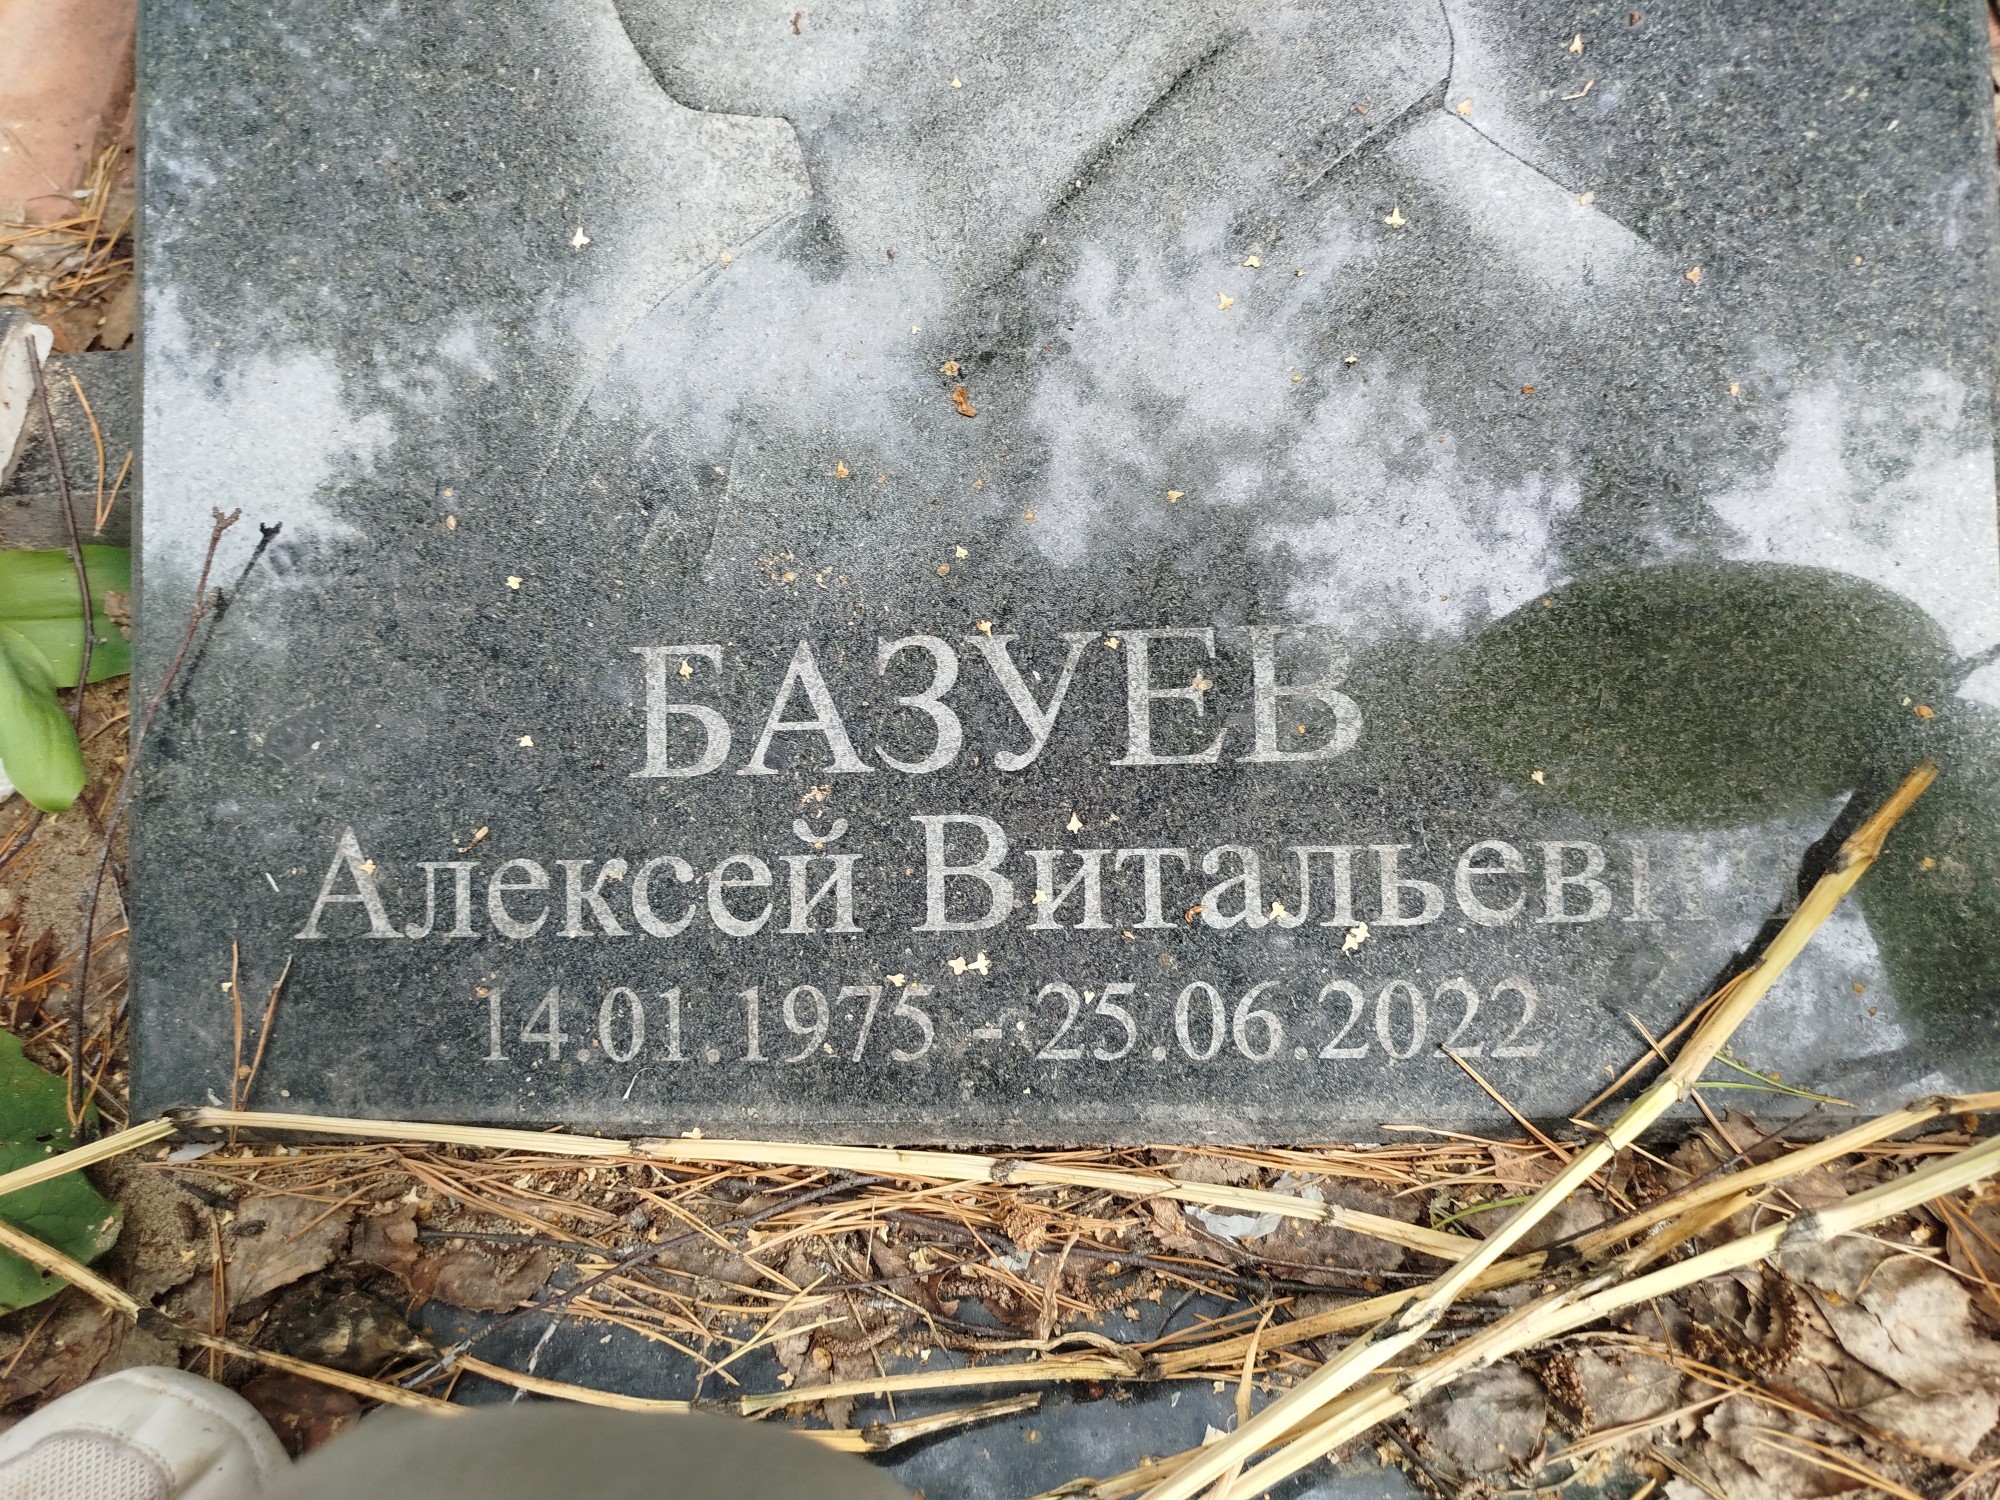 БАЗУЕВ
Алексей Витальевич
14.01.1975 - 25.06.2022